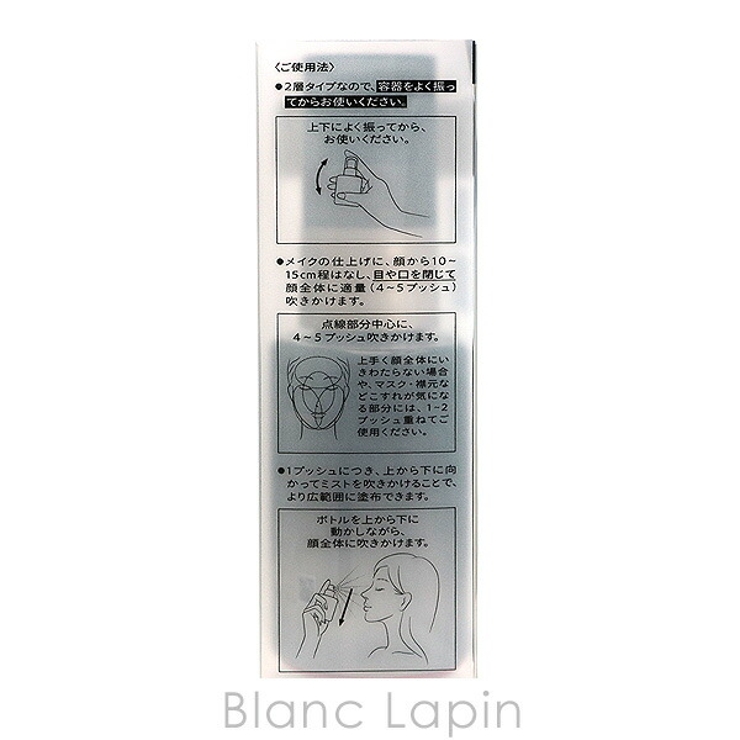 〈ご使用法〉
●2層タイプなので、容器をよく振っ
てからお使いください。
上下によく振ってから、
お使いください。
●メイクの仕上げに、顔から10～
15cm程はなし、目や口を閉じて
顔全体に適量(4～5プッシュ)
吹きかけます。
点線部分中心に、
4～5プッシュ吹きかけます。
上手く顔全体にい
きわたらない場合
や、マスク・襟元な
どこすれが気にな
る部分には、1-2
プッシュ重ねてご
使用ください。
●1プッシュにつき、上から下に向
かってミストを吹きかけることで、
より広範囲に塗布できます。
ボトルを上から下に
動かしながら、
顔全体に吹きかけます。
Blanc Lapin